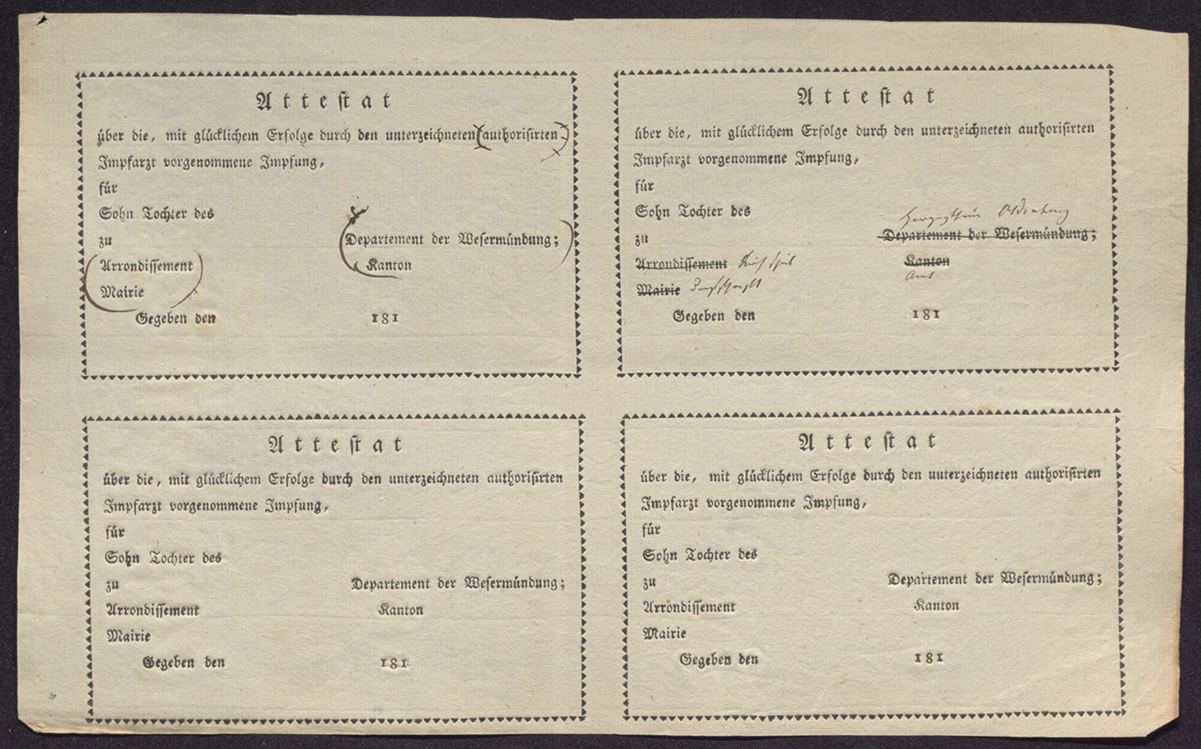 Attestat
über die, mit glücklichem Erfolge durch den unterzeichneten (authorisirten)
Impfarzt vorgenommene Impfung,
für
Sohn Tochter des
zu (Departement der Wesermündung;
(Arrondissement Kanton)
Mairie)
Gegeben den 181
Attestat
über die, mit glücklichem Erfolge durch den unterzeichneten authorisirten
Impfarzt vorgenommene Impfung,
für
Sohn Tochter des
Herzogthum Oldenburg
zu Departement der Wesermündung;
Arrondissement Kirchspiel Kanton
Amt
Mairie
Gegeben den 181
Attestat
über die, mit glücklichem Erfolge durch den unterzeichneten authorisirten
Impfarzt vorgenommene Impfung,
für
Sohn Tochter des
zu Departement der Wesermündung;
Arrondissement Kanton
Mairie
Gegeben den 181
Attestat
über die, mit glücklichem Erfolge durch den unterzeichneten authorisirten
Impfarzt vorgenommene Impfung,
für
Sohn Tochter des
zu Departement der Wesermündung;
Arrondissement Kanton
Mairie
Gegeben den 181